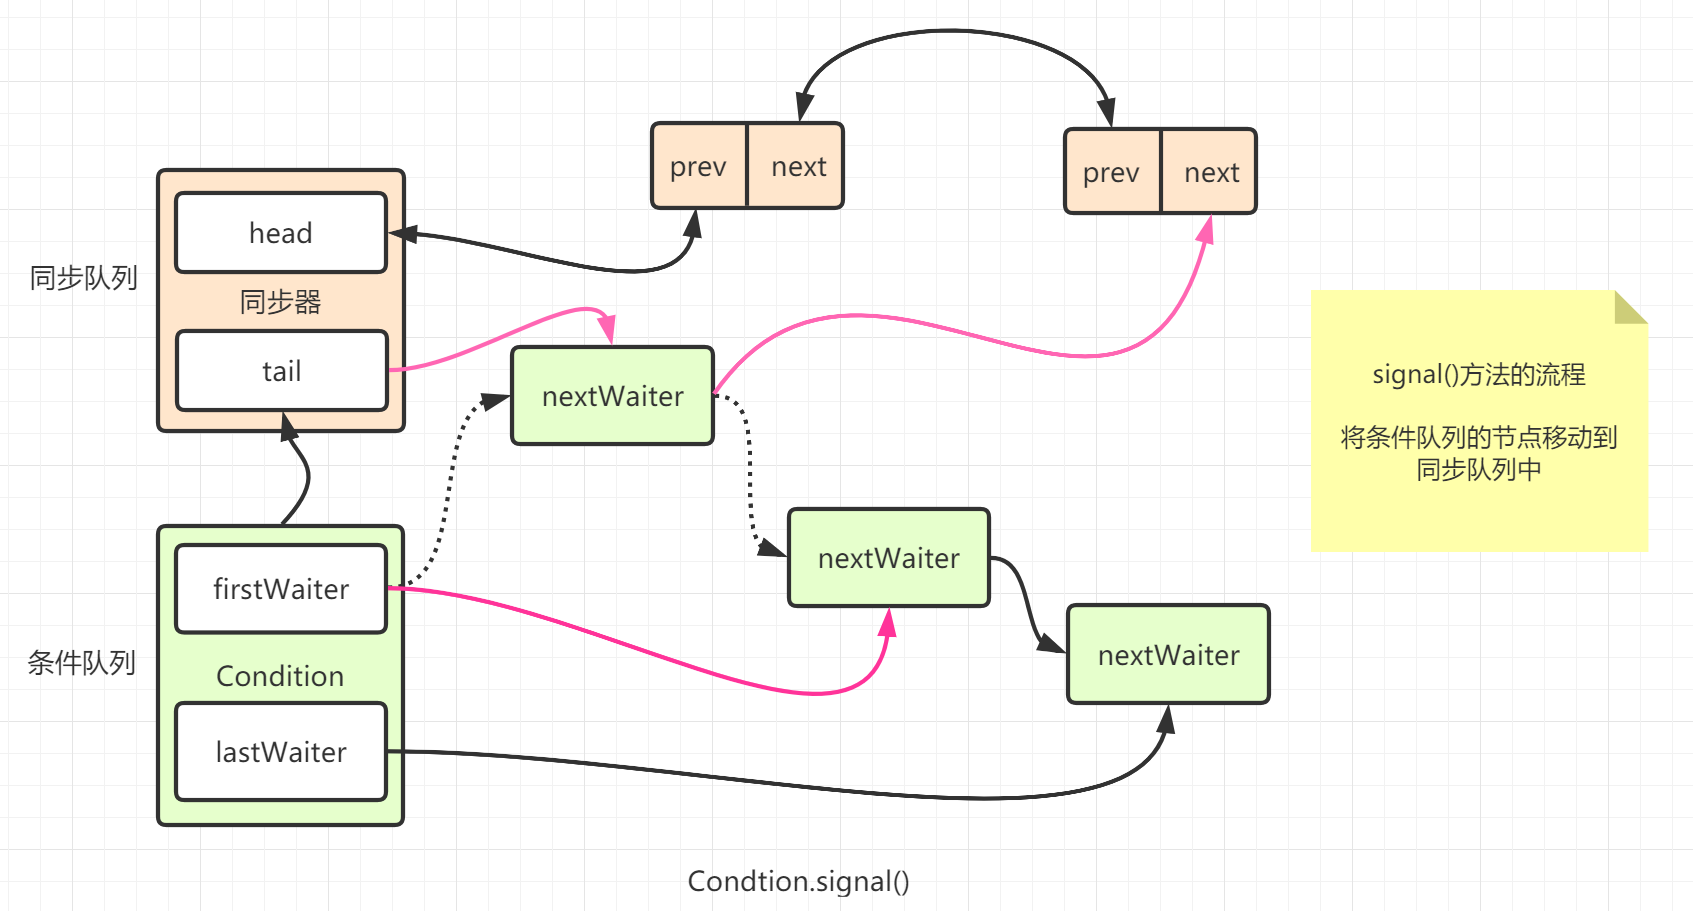 prev
next
prev
next
head
同步队列
同步器
tail
nextWaiter
signal()方法的流程
将条件队列的节点移动到
同步队列中
nextWaiter
firstWaiter
nextWaiter
条件队列
Condition
lastWaiter
Condtion.signal()